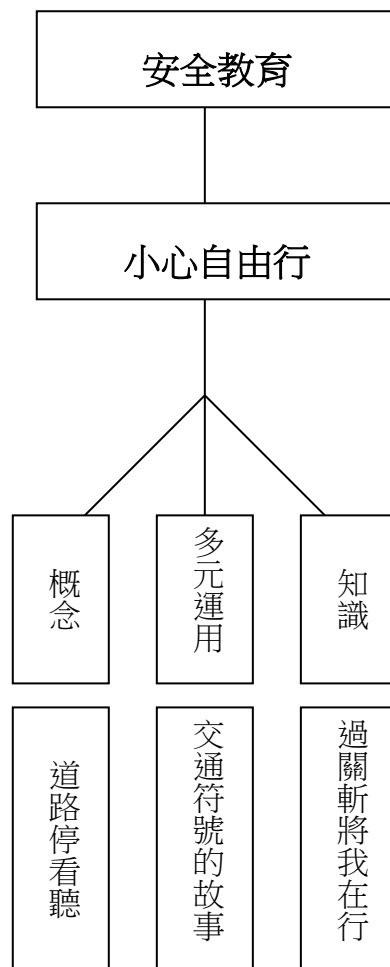 安全教育
小心自由行
概念
多元運用
知識
道路停看聽
交通符號的故事
過關斬將我在行